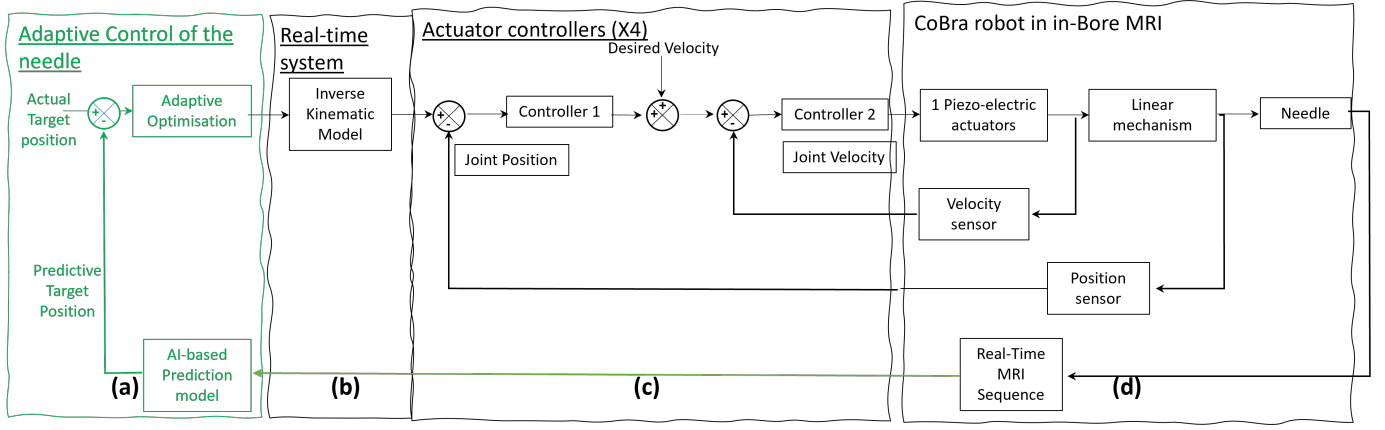 Adaptive Control of the
needle
Real-time
system
Actuator controllers (X4)
Desired Velocity
CoBra robot in in-Bore MRI
Actual
Target
position
+
-
Adaptive
Optimisation
Inverse
Kinematic
Model
+
-
Controller 1
+
+
+
-
Controller 2
1 Piezo-electric
actuators
Linear
mechanism
Needle
Joint Position
Joint Velocity
Velocity
sensor
Predictive
Target
Position
Position
sensor
AI-based
Prediction
model
Real-Time
MRI
Sequence
(a)
(b)
(c)
(d)